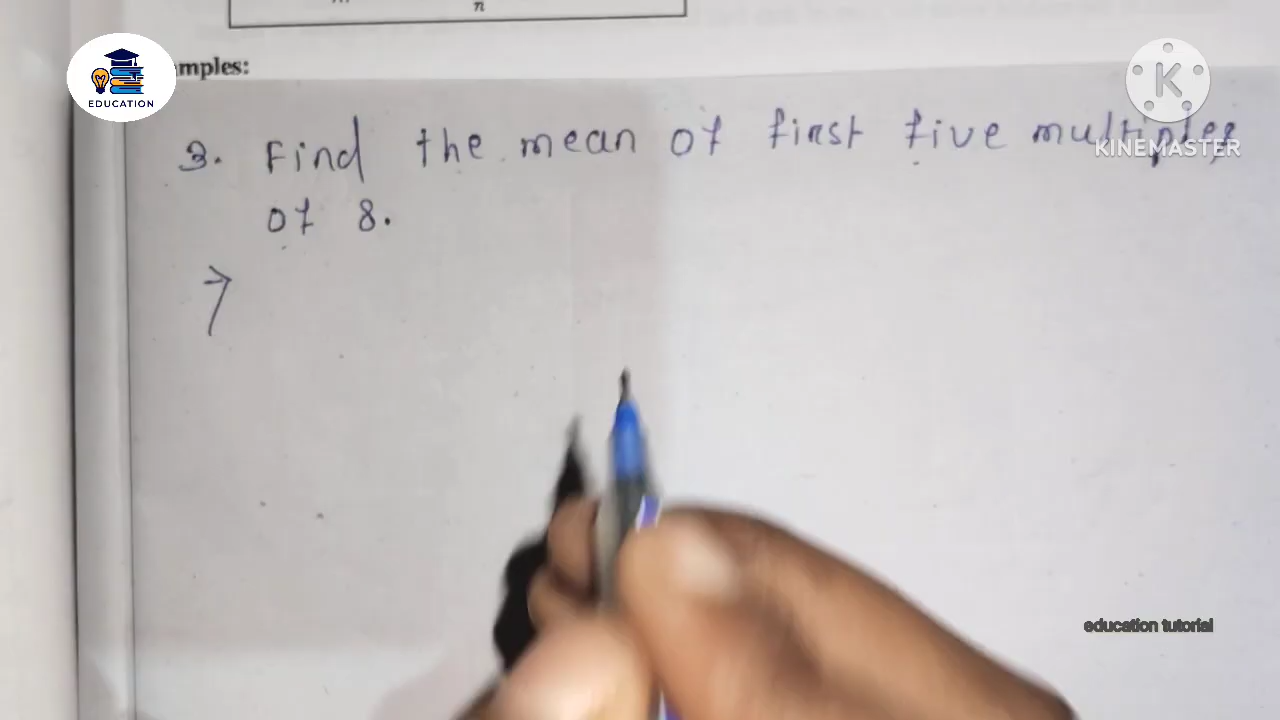 n
mples:
EDUCATION
3. Find the mean of first five multiples
KINEMASTER
of 8.
education tutorial